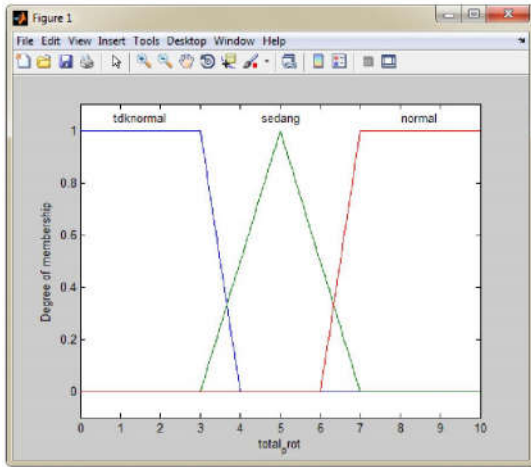 Figure 1
File Edit View Insert Tools Desktop Window Help
tdknormal sedang normal
1
0.8
0.6
0.4
0.2
0
Degree of membership
0 1 2 3 4 5 6 7 8 9 10
total_prot